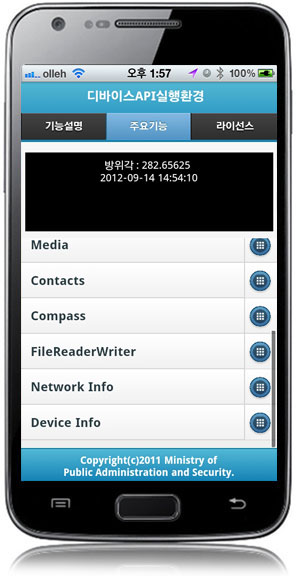 olleh 오후 1:57 100%
디바이스API실행환경
기능설명 주요기능 라이선스
방위각 : 282.65625
2012-09-14 14:54:10
Media
Contacts
Compass
FileReaderWriter
Network Info
Device Info
Copyright(c)2011 Ministry of
Public Administration and Security.